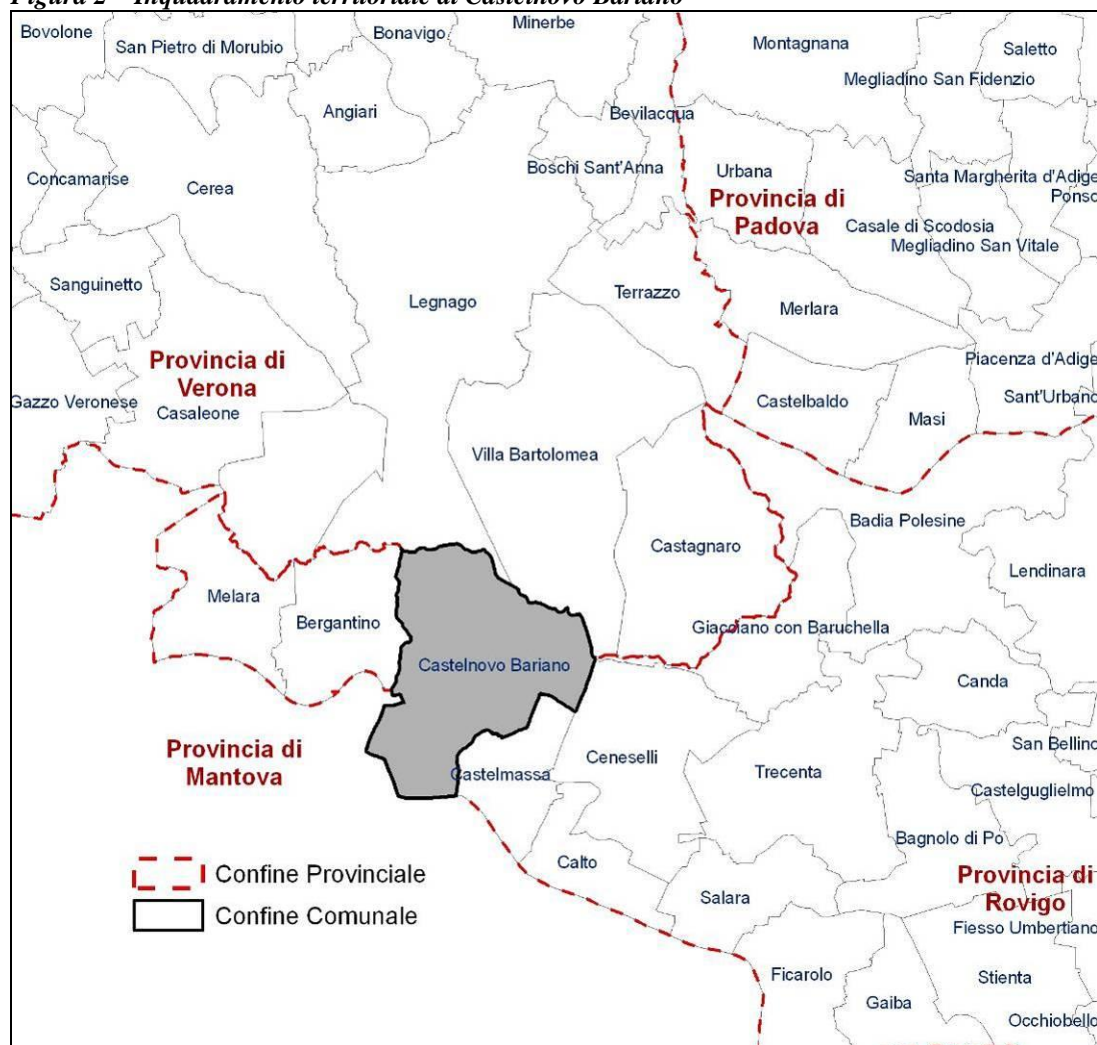 Figura 2 – Inquadramento territoriale di Castelnovo Bariano
Bovolone
San Pietro di Morubio
Bonavigo
Minerbe
Montagnana
Saletto
Megliadino San Fidenzio
Angiari
Bevilacqua
Concamarise
Cerea
Boschi Sant'Anna
Urbana
Santa Margherita d'Adige
Ponso
Provincia di
Padova
Casale di Scodosia
Megliadino San Vitale
Sanguinetto
Legnago
Terrazzo
Merlara
Provincia di
Verona
Piacenza d'Adige
Gazzo Veronese
Casaleone
Castelbaldo
Sant'Urbano
Masi
Villa Bartolomea
Badia Polesine
Castagnaro
Lendinara
Melara
Bergantino
Giacciano con Baruchella
Castelnovo Bariano
Canda
Provincia di
Mantova
Castelmassa
Ceneselli
Trecenta
San Bellino
Castelguglielmo
Bagnolo di Po
Calto
Confine Provinciale
Salara
Provincia di
Rovigo
Confine Comunale
Fiesso Umbertiano
Ficarolo
Stienta
Gaiba
Occhiobello